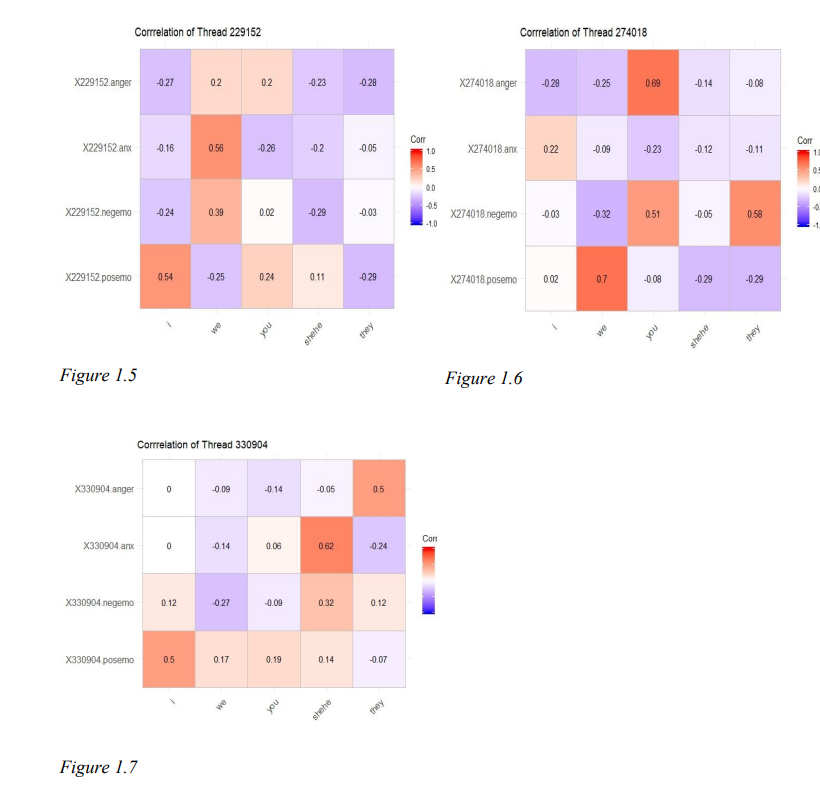 Corrrelation of Thread 229152
X229152.anger -0.27 0.2 0.2 -0.23 -0.28
X229152.anx -0.16 0.56 -0.26 -0.2 -0.05
X229152.negemo -0.24 0.39 0.02 -0.29 -0.03
X229152.posemo 0.54 -0.25 0.24 0.11 -0.29
I we you shehe they
Corr
1.0
0.5
0.0
-0.5
-1.0
Figure 1.5
Corrrelation of Thread 274018
X274018.anger -0.28 -0.25 0.69 -0.14 -0.08
X274018.anx 0.22 -0.09 -0.23 -0.12 -0.11
X274018.negemo -0.03 -0.32 0.51 -0.05 0.58
X274018.posemo 0.02 0.7 -0.08 -0.29 -0.29
I we you shehe they
Corr
1.0
0.5
0.0
-0.
-1.
Figure 1.6
Corrrelation of Thread 330904
X330904.anger 0 -0.09 -0.14 -0.05 0.5
X330904.anx 0 -0.14 0.06 0.62 -0.24
X330904.negemo 0.12 -0.27 -0.09 0.32 0.12
X330904.posemo 0.5 0.17 0.19 0.14 -0.07
I we you shehe they
Corr
Figure 1.7